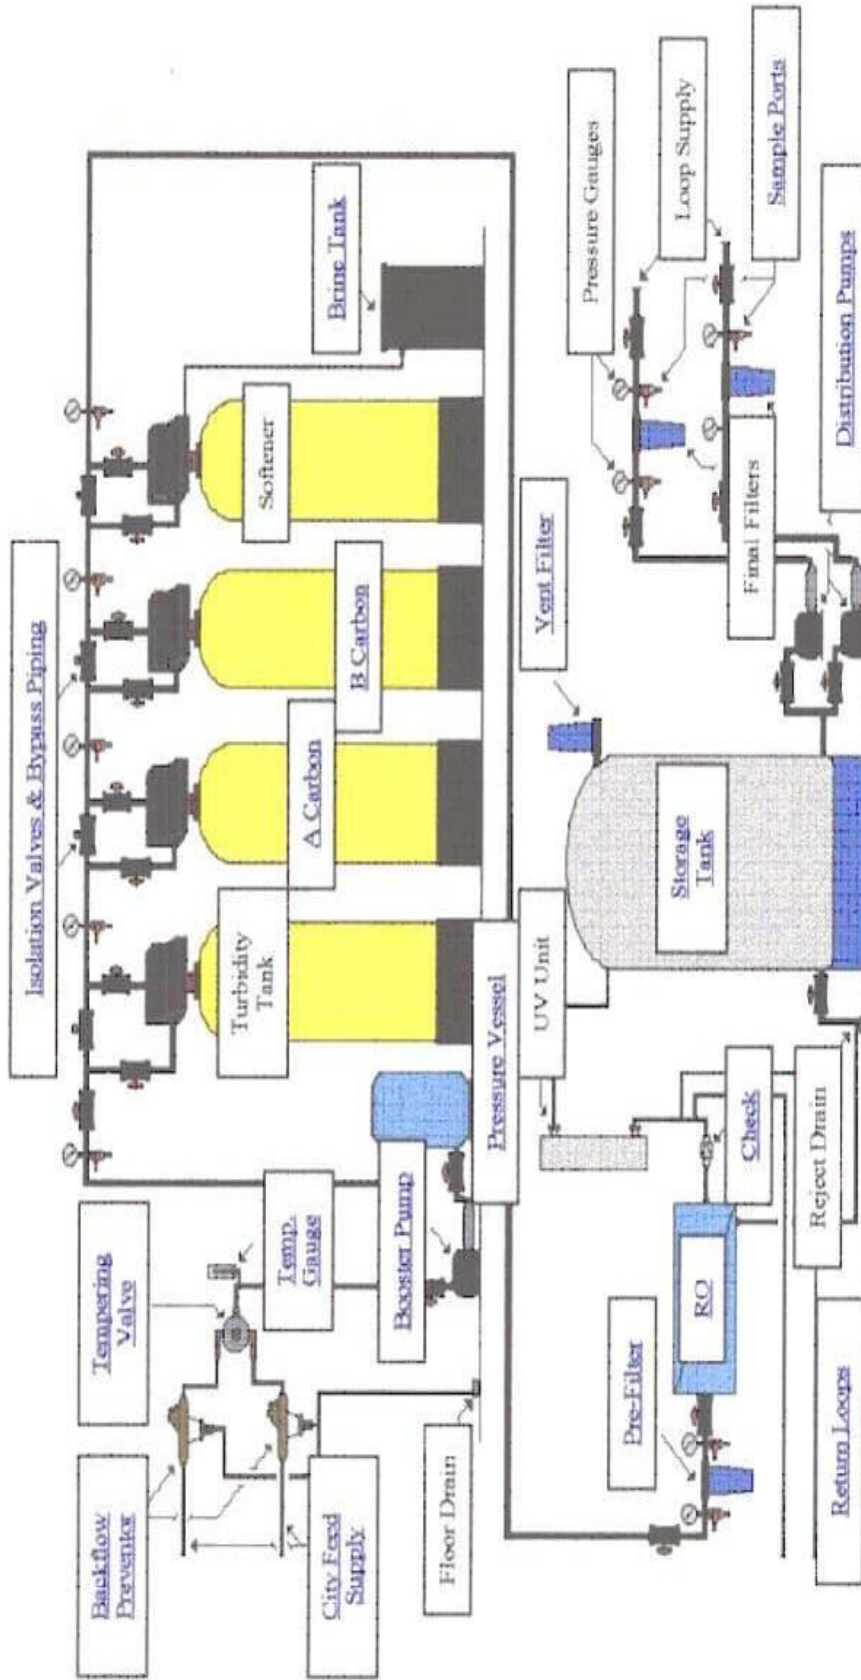 Isolation Valves & Bypass Piping
Tempering
Valve
Backflow
Preventor
Temp.
Gauge
City Feed
Supply
Booster Pump
Floor Drain
Turbidity
Tank
A Carbon
B Carbon
Softener
Brine Tank
Pressure Vessel
UV Unit
Vent Filter
Pressure Gauges
Loop Supply
Sample Ports
Pre-Filter
RO
Check
Storage
Tank
Final Filters
Distribution Pumps
Reject Drain
Return Loops